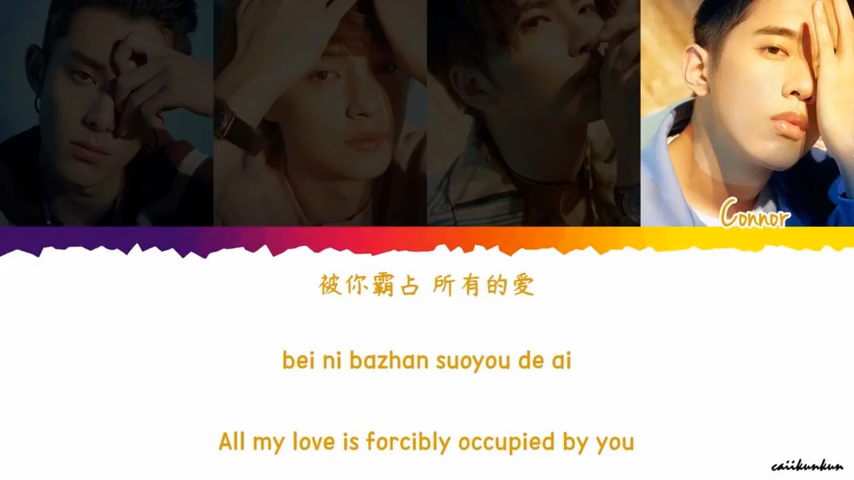 Connor
被你霸占 所有的愛
bei ni bazhan suoyou de ai
All my love is forcibly occupied by you
caiikunkun